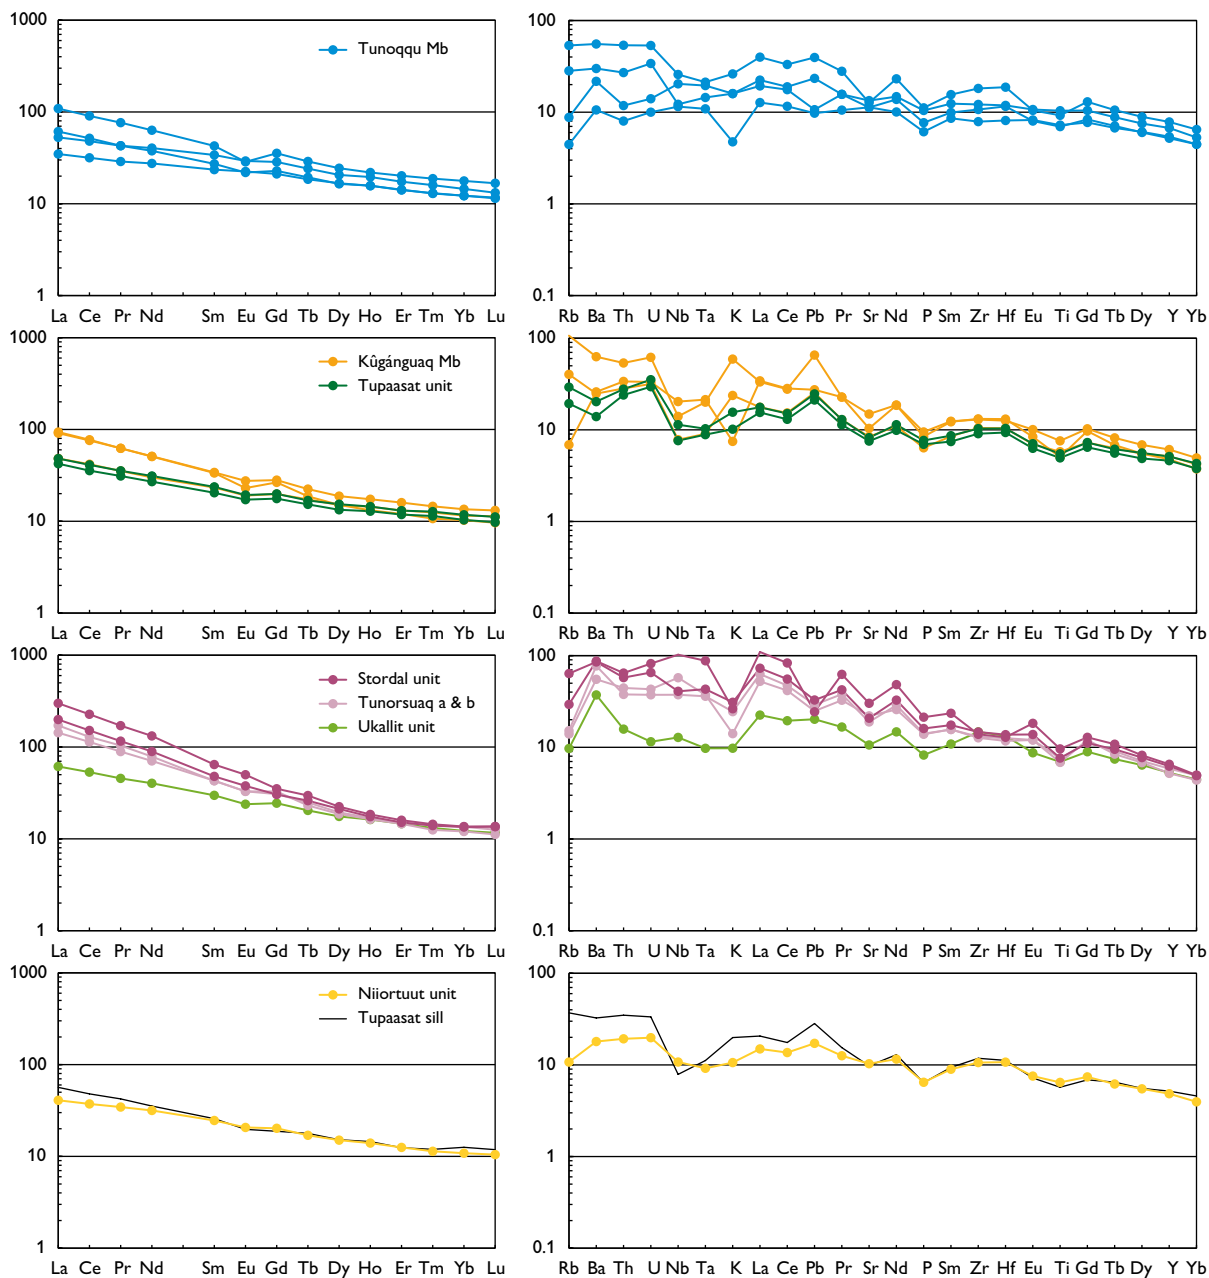 1000
100
10
1
Tunoqqu Mb
La Ce Pr Nd Sm Eu Gd Tb Dy Ho Er Tm Yb Lu
100
10
1
0.1
Rb Ba Th U Nb Ta K La Ce Pb Pr Sr Nd P Sm Zr Hf Eu Ti Gd Tb Dy Y Yb
1000
100
10
1
Kûgánguaq Mb
Tupaasat unit
La Ce Pr Nd Sm Eu Gd Tb Dy Ho Er Tm Yb Lu
100
10
1
0.1
Rb Ba Th U Nb Ta K La Ce Pb Pr Sr Nd P Sm Zr Hf Eu Ti Gd Tb Dy Y Yb
1000
100
10
1
Stordal unit
Tunorsuaq a & b
Ukallit unit
La Ce Pr Nd Sm Eu Gd Tb Dy Ho Er Tm Yb Lu
100
10
1
0.1
Rb Ba Th U Nb Ta K La Ce Pb Pr Sr Nd P Sm Zr Hf Eu Ti Gd Tb Dy Y Yb
1000
100
10
1
Niiortuut unit
Tupaasat sill
La Ce Pr Nd Sm Eu Gd Tb Dy Ho Er Tm Yb Lu
100
10
1
0.1
Rb Ba Th U Nb Ta K La Ce Pb Pr Sr Nd P Sm Zr Hf Eu Ti Gd Tb Dy Y Yb